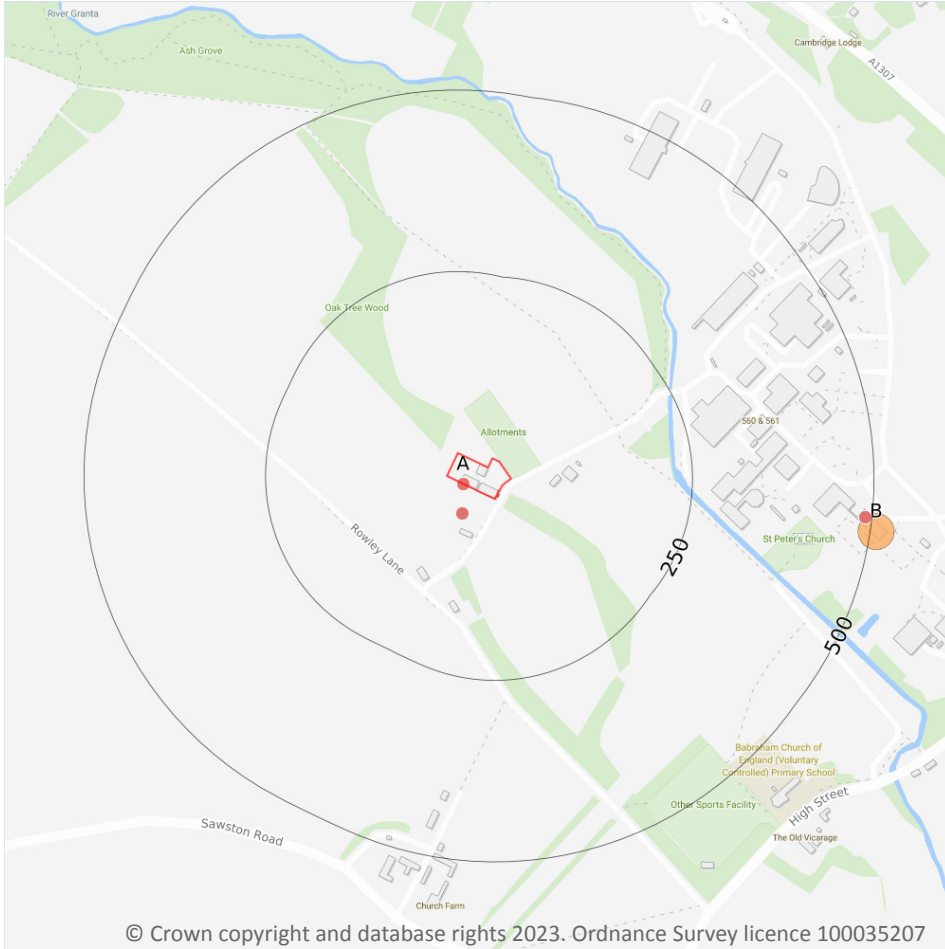 River Granta
Ash Grove
Cambridge Lodge
A1307
Oak Tree Wood
Allotments
560 & 561
A
B
Rowley Lane
St Peter's Church
250
500
Babraham Church of
England (Voluntary
Controlled) Primary School
High Street
Other Sports Facility
The Old Vicarage
Sawston Road
Church Farm
© Crown copyright and database rights 2023. Ordnance Survey licence 100035207